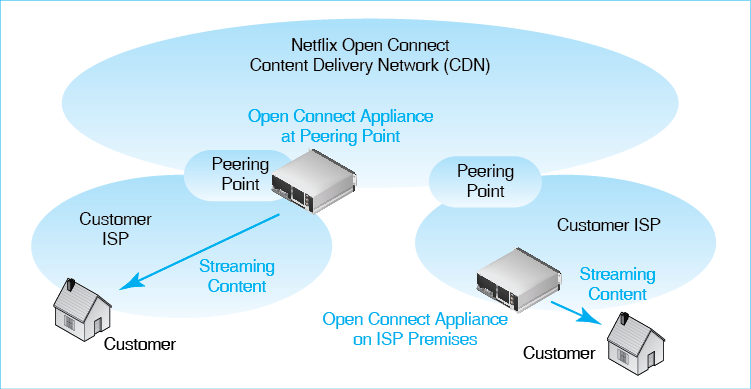 Netflix Open Connect
Content Delivery Network (CDN)
Open Connect Appliance
at Peering Point
Peering
Point
Customer
ISP
Streaming
Content
Customer
Peering
Point
Customer ISP
Streaming
Content
Open Connect Appliance
on ISP Premises
Customer